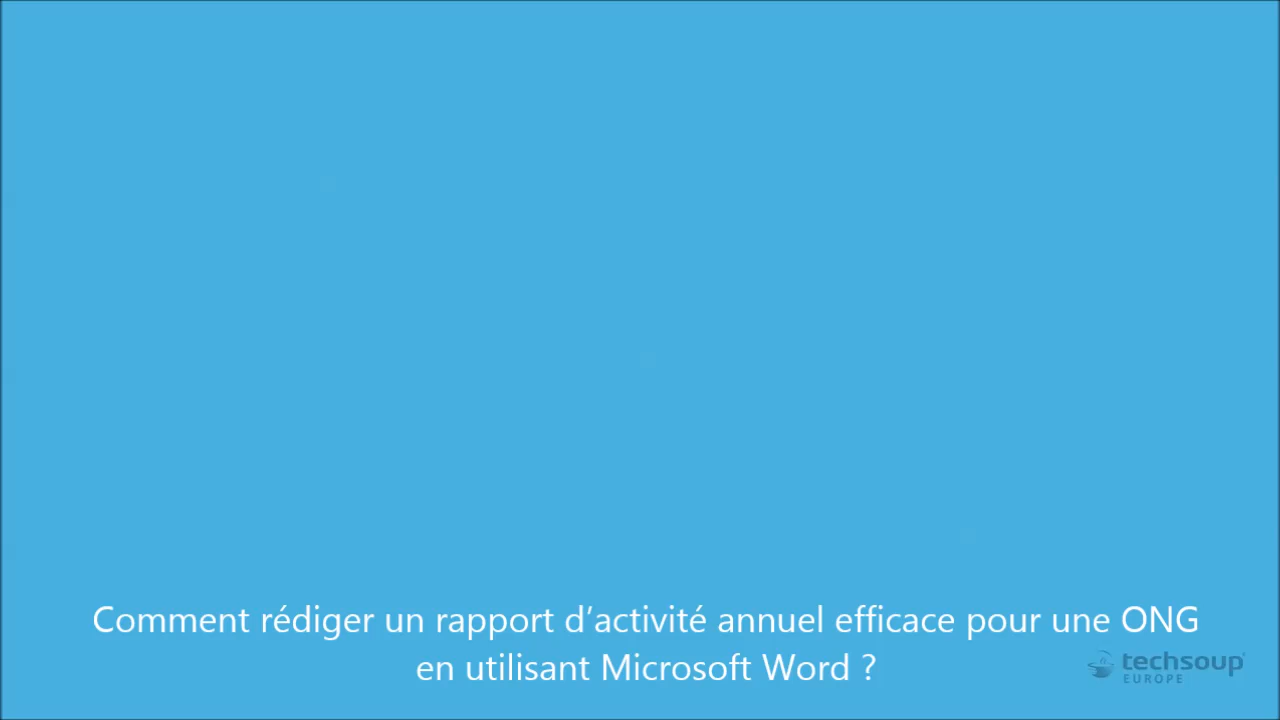 Comment rédiger un rapport d’activité annuel efficace pour une ONG
en utilisant Microsoft Word ?
techsoup
EUROPE